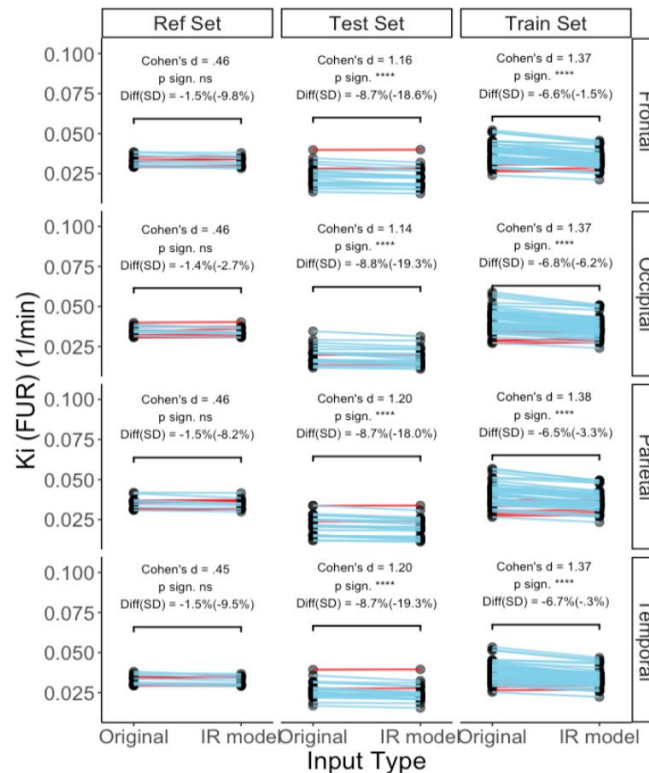 Ref Set
Test Set
Train Set
Cohen's d = .46
p sign. ns
Diff(SD) = -1.5%(-9.8%)
Cohen's d = 1.16
p sign. ****
Diff(SD) = -8.7%(-18.6%)
Cohen's d = 1.37
p sign. ****
Diff(SD) = -6.6%(-1.5%)
Frontal
0.100
0.075
0.050
0.025
Cohen's d = .46
p sign. ns
Diff(SD) = -1.4%(-2.7%)
Cohen's d = 1.14
p sign. ****
Diff(SD) = -8.8%(-19.3%)
Cohen's d = 1.37
p sign. ****
Diff(SD) = -6.8%(-6.2%)
Occipital
0.100
0.075
0.050
0.025
Ki (FUR) (1/min)
Cohen's d = .46
p sign. ns
Diff(SD) = -1.5%(-8.2%)
Cohen's d = 1.20
p sign. ****
Diff(SD) = -8.7%(-18.0%)
Cohen's d = 1.38
p sign. ****
Diff(SD) = -6.5%(-3.3%)
Parietal
0.100
0.075
0.050
0.025
Cohen's d = .45
p sign. ns
Diff(SD) = -1.5%(-9.5%)
Cohen's d = 1.20
p sign. ****
Diff(SD) = -8.7%(-19.3%)
Cohen's d = 1.37
p sign. ****
Diff(SD) = -6.7%(-.3%)
Temporal
0.100
0.075
0.050
0.025
Original
IR model
Original
IR model
Original
IR model
Input Type